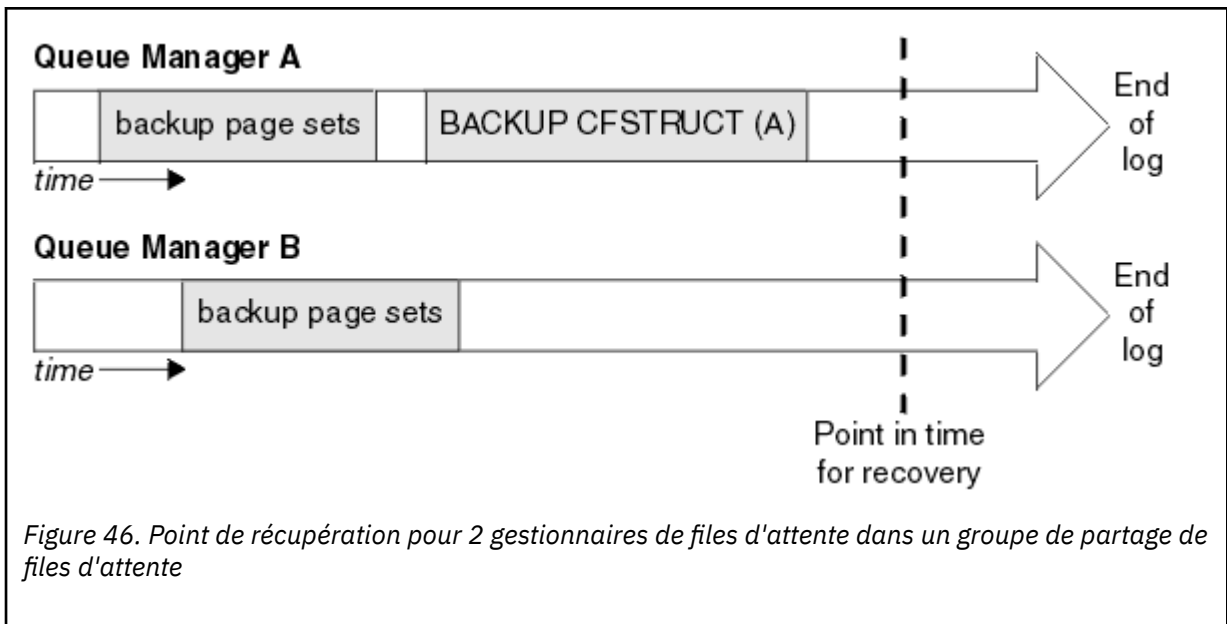 Queue Manager A
backup page sets
BACKUP CFSTRUCT (A)
End
of
log
time
Queue Manager B
backup page sets
End
of
log
time
Point in time
for recovery
Figure 46. Point de récupération pour 2 gestionnaires de files d'attente dans un groupe de partage de
files d'attente